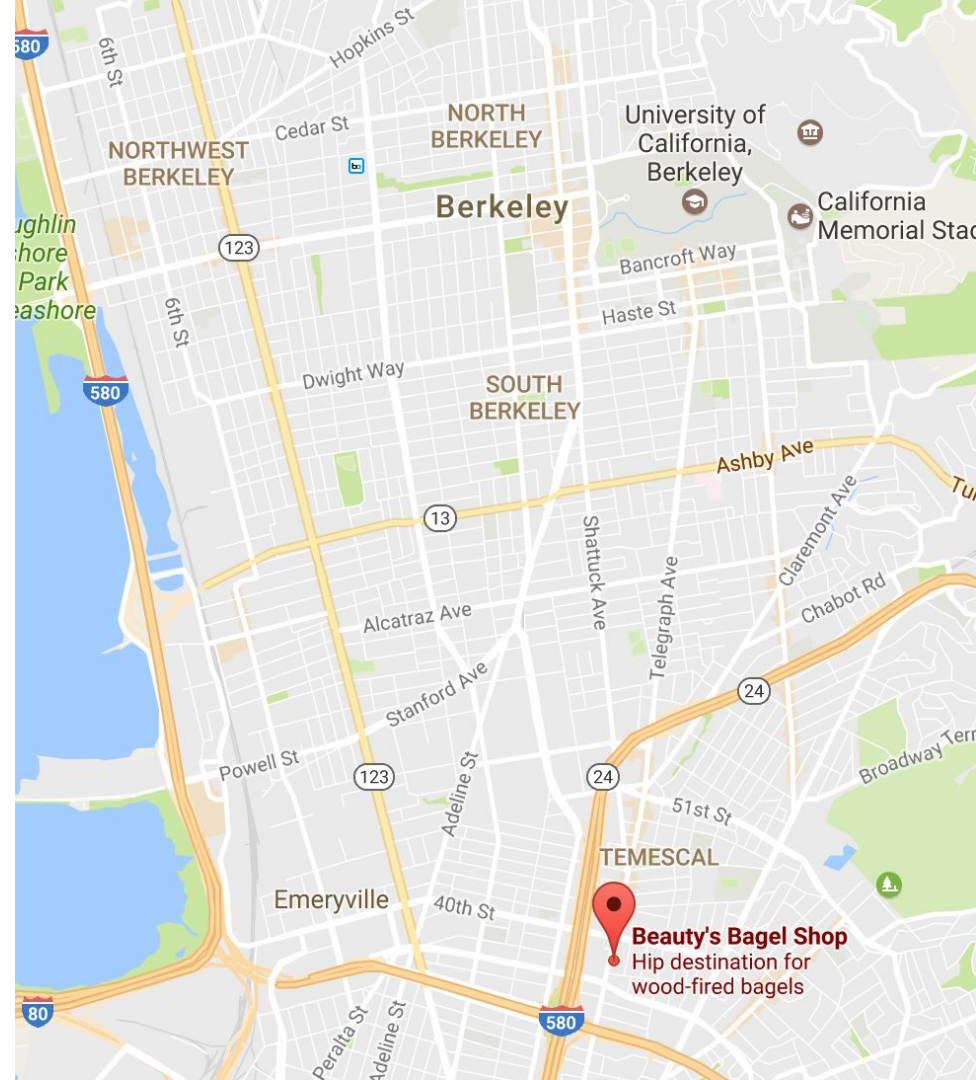 Hopkins St
580
6th St
Cedar St
NORTH
BERKELEY
University of
California,
Berkeley
NORTHWEST
BERKELEY
Berkeley
California
Memorial Stad
ughlin
shore
Park
eashore
123
Bancroft Way
6th St
Haste St
Dwight Way
580
SOUTH
BERKELEY
Ashby Ave
Tu
13
Shattuck Ave
Claremont Ave
Telegraph Ave
Chabot Rd
Alcatraz Ave
Stanford Ave
24
Powell St
123
Adeline St
24
Broadway Terr
51st St
TEMESCAL
Emeryville
40th St
Beauty's Bagel Shop
Hip destination for
wood-fired bagels
80
580
Peralta St
Adeline St